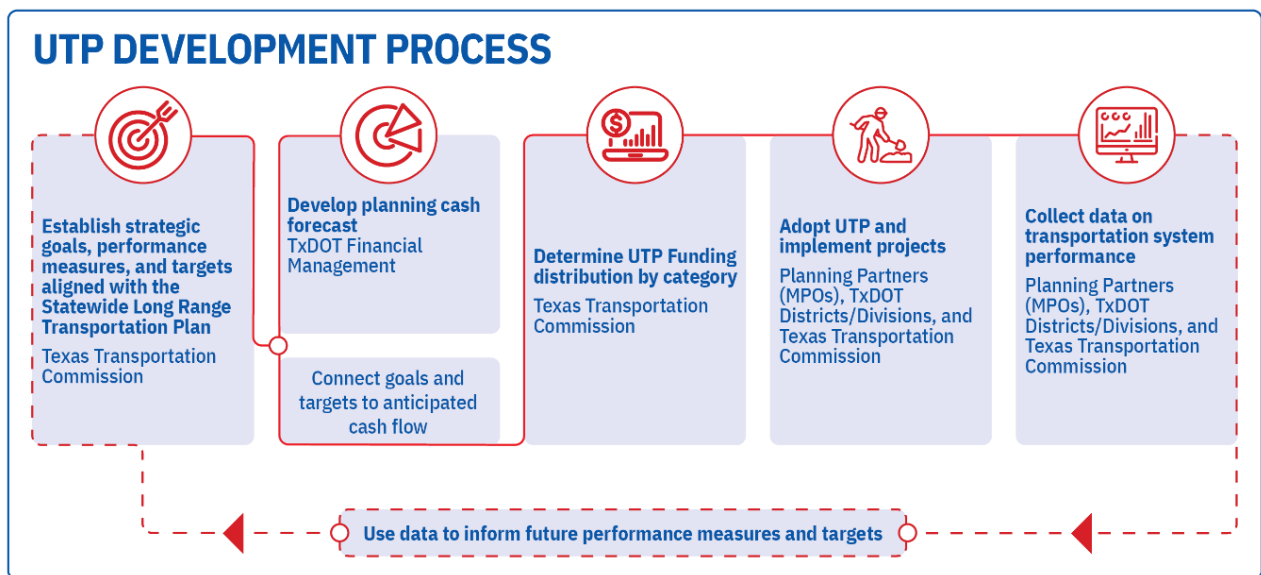 UTP DEVELOPMENT PROCESS
Establish strategic
goals, performance
measures, and targets
aligned with the
Statewide Long Range
Transportation Plan
Texas Transportation
Commission
Develop planning cash
forecast
TxDOT Financial
Management
Connect goals and
targets to anticipated
cash flow
Determine UTP Funding
distribution by category
Texas Transportation
Commission
Adopt UTP and
implement projects
Planning Partners
(MPOs), TxDOT
Districts/Divisions, and
Texas Transportation
Commission
Collect data on
transportation system
performance
Planning Partners
(MPOs), TxDOT
Districts/Divisions, and
Texas Transportation
Commission
Use data to inform future performance measures and targets